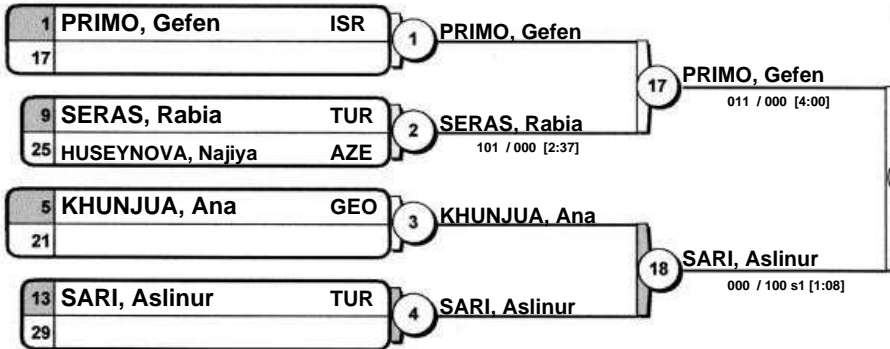 1 PRIMO, Gefen ISR
17
1
PRIMO, Gefen
9 SERAS, Rabia TUR
25 HUSEYNOVA, Najiya AZE
2
SERAS, Rabia
101 / 000 [2:37]
17
PRIMO, Gefen
011 / 000 [4:00]
5 KHUNJUA, Ana GEO
21
3
KHUNJUA, Ana
13 SARI, Aslinur TUR
29
4
SARI, Aslinur
18
SARI, Aslinur
000 / 100 s1 [1:08]